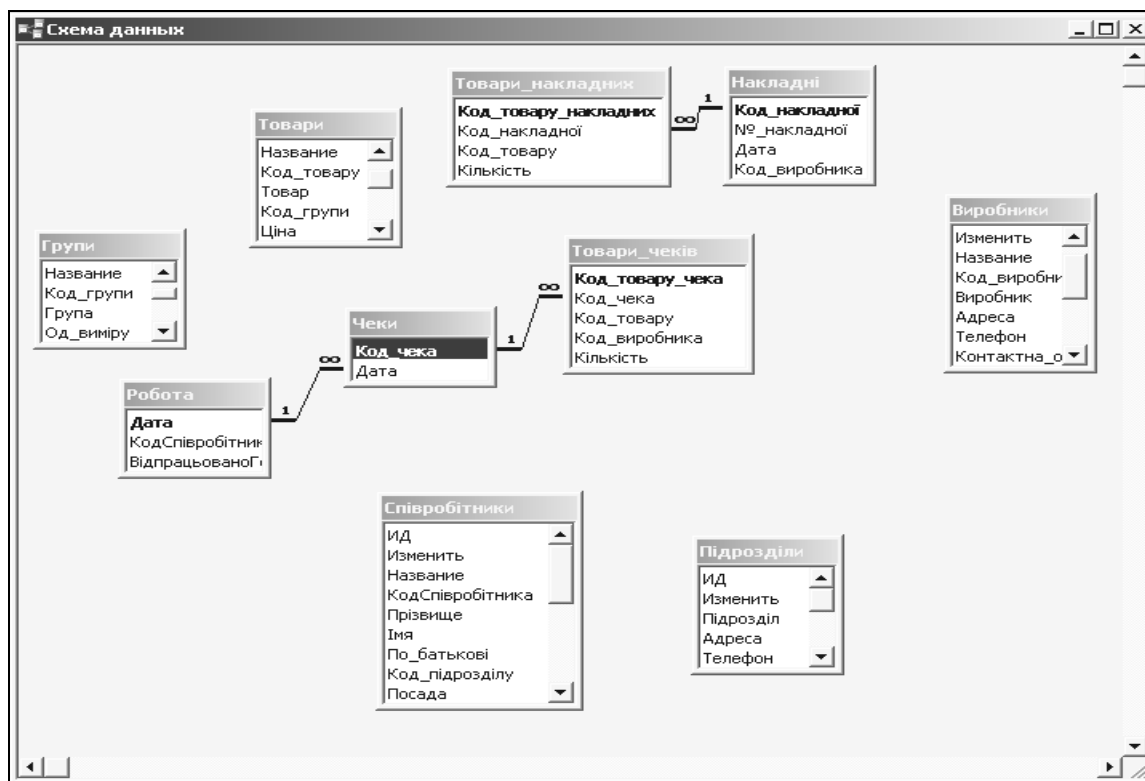 Схема данных
Товари_накладних
Код_товару_накладних
Код_накладної
Код_товару
Кількість
Накладні
Код_накладної
№_накладної
Дата
Код_виробника
1
∞
Товари
Название
Код_товару
Товар
Код_групи
Ціна
Виробники
Изменить
Название
Код_виробни
Виробник
Адреса
Телефон
Контактна_о
Групи
Название
Код_групи
Група
Од_виміру
Товари_чеків
Код_товару_чека
Код_чека
Код_товару
Код_виробника
Кількість
∞
1
Чеки
Код_чека
Дата
∞
1
Робота
Дата
КодСпівробітник
ВідпрацьованоГ
Співробітники
ИД
Изменить
Название
КодСпівробітника
Прізвище
Імя
По_батькові
Код_підрозділу
Посада
Підрозділи
ИД
Изменить
Підрозділ
Адреса
Телефон